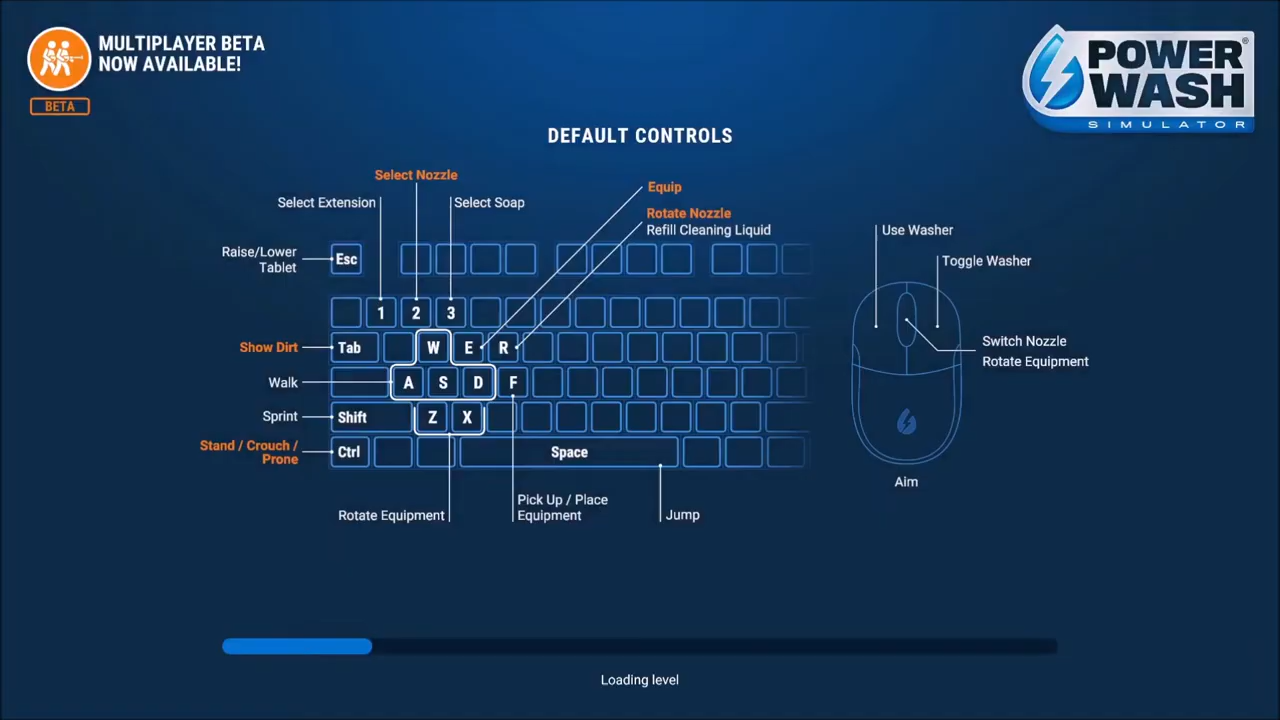 MULTIPLAYER BETA
NOW AVAILABLE!
BETA
POWER
WASH
SIMULATOR
®
DEFAULT CONTROLS
Select Nozzle
Select Extension
Select Soap
Equip
Rotate Nozzle
Refill Cleaning Liquid
Raise/Lower
Tablet
Esc
1 2 3
Show Dirt
Tab W E R
Walk
A S D F
Sprint
Shift Z X
Stand / Crouch /
Prone
Ctrl Space
Rotate Equipment
Pick Up / Place
Equipment
Jump
Use Washer
Toggle Washer
Switch Nozzle
Rotate Equipment
Aim
Loading level